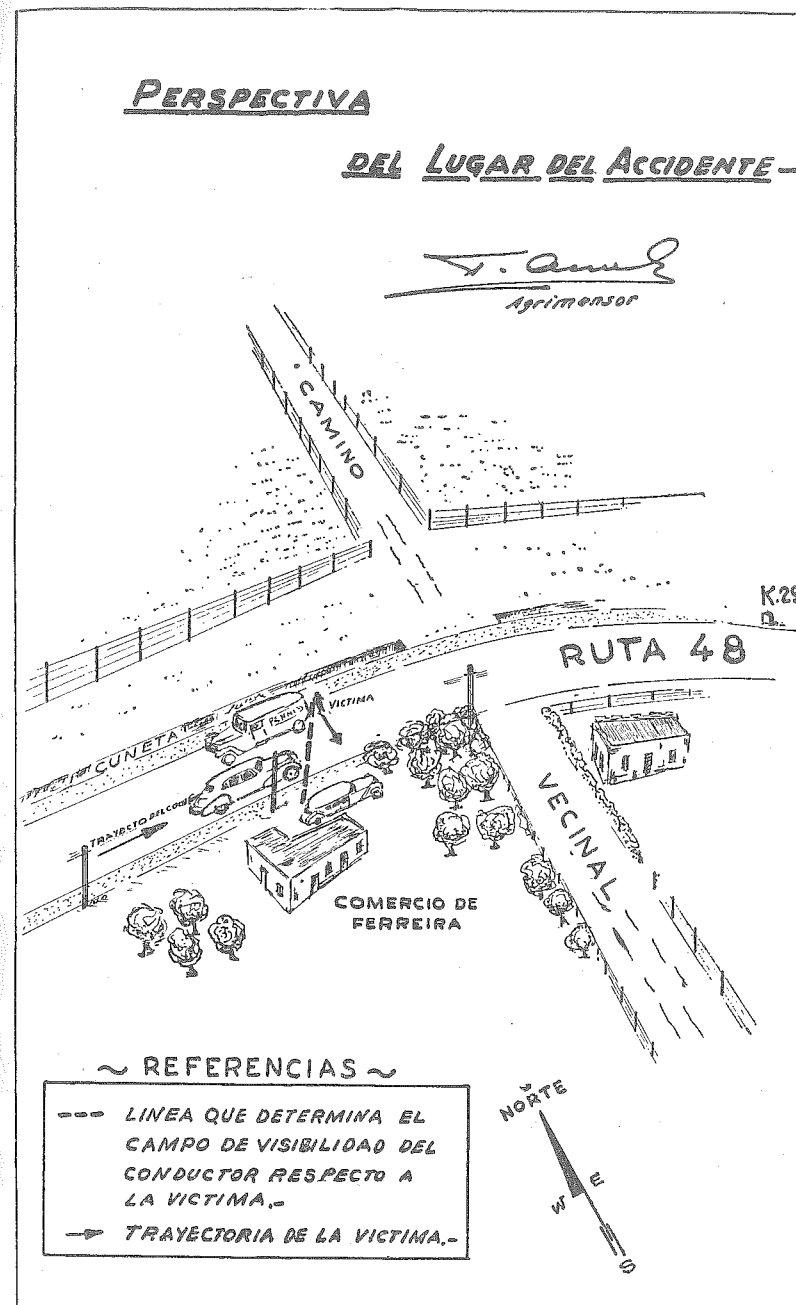 PERSPECTIVA
DEL LUGAR DEL ACCIDENTE -
Agrimensor
CAMINO
K.29
RUTA 48
VICTIMA
CUNETA
TRAYECTO DEL COCHE
VECINAL
COMERCIO DE
FERREIRA
~ REFERENCIAS ~
--- LINEA QUE DETERMINA EL
CAMPO DE VISIBILIDAD DEL
CONDUCTOR RESPECTO A
LA VICTIMA.-
→ TRAYECTORIA DE LA VICTIMA.-
NORTE
E
W
S